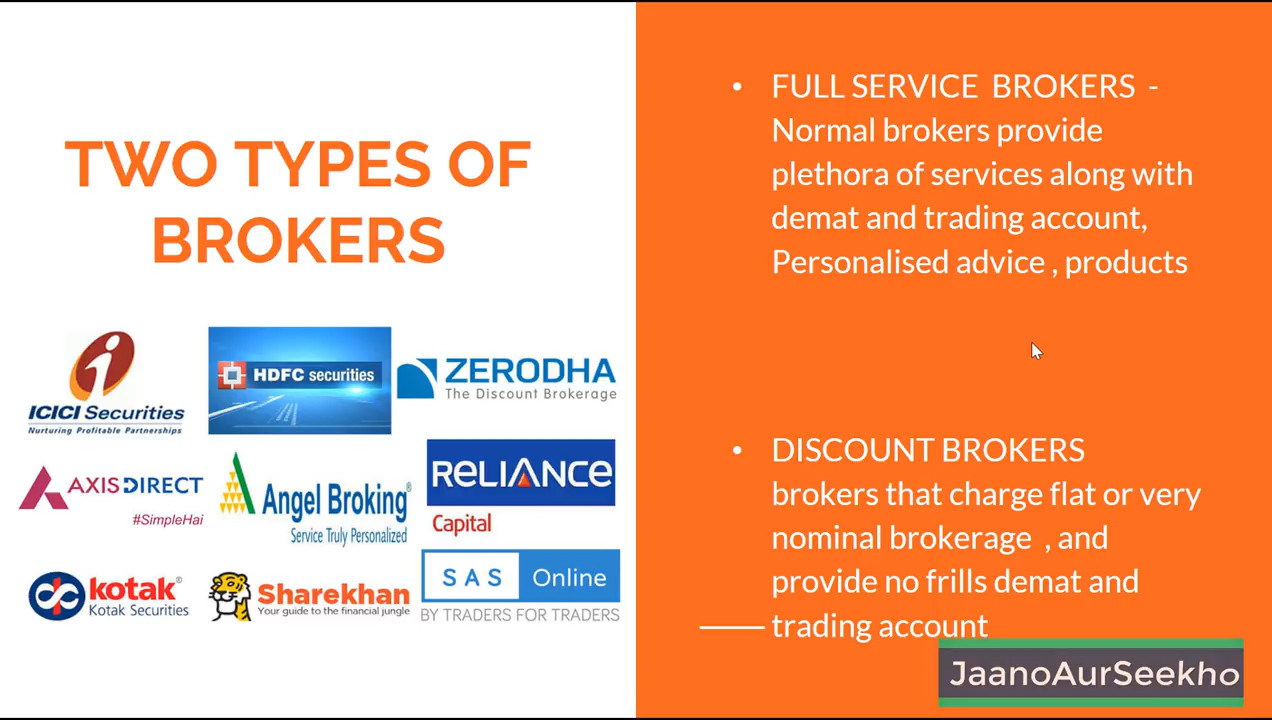 TWO TYPES OF
BROKERS
ICICI Securities
Nurturing Profitable Partnerships
HDFC securities
ZERODHA
The Discount Brokerage
AXIS DIRECT
#SimpleHai
Angel Broking®
Service Truly Personalized
RELIANCE
Capital
kotak®
Kotak Securities
Sharekhan
Your guide to the financial jungle
SAS Online
BY TRADERS FOR TRADERS
• FULL SERVICE BROKERS -
Normal brokers provide
plethora of services along with
demat and trading account,
Personalised advice , products
• DISCOUNT BROKERS
brokers that charge flat or very
nominal brokerage , and
provide no frills demat and
trading account
JaanoAurSeekho